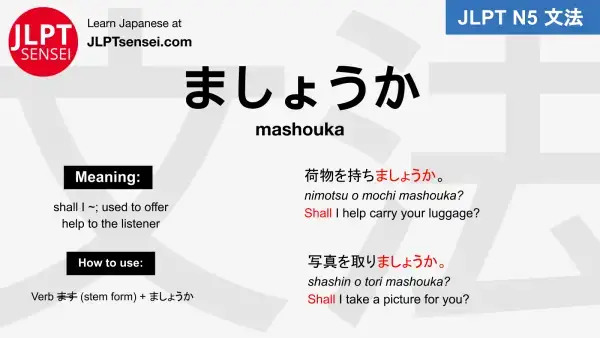 JLPT
SENSEI
Learn Japanese at
JLPTsensei.com
JLPT N5 文法
文法
ましょうか
mashouka
Meaning:
shall I ~; used to offer
help to the listener
How to use:
Verb ます (stem form) + ましょうか
荷物を持ちましょうか。
nimotsu o mochi mashouka?
Shall I help carry your luggage?
写真を取りましょうか。
shashin o tori mashouka?
Shall I take a picture for you?